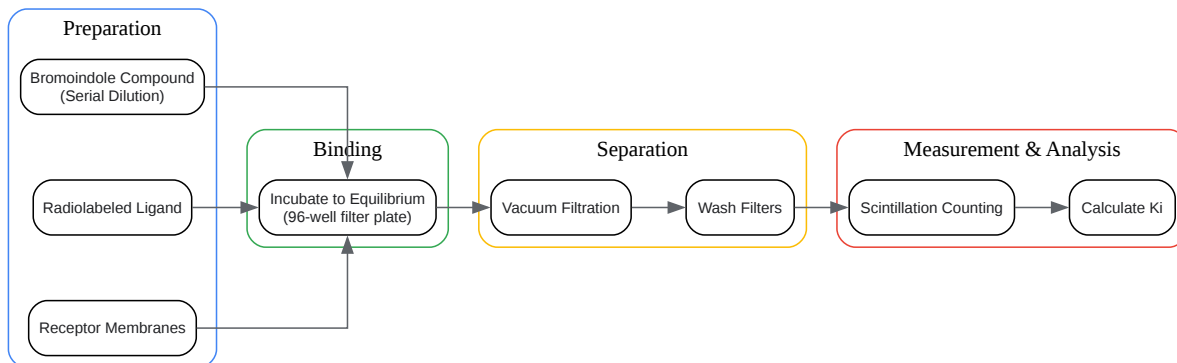 Preparation
Bromoindole Compound
(Serial Dilution)
Radiolabeled Ligand
Receptor Membranes
Binding
Incubate to Equilibrium
(96-well filter plate)
Separation
Vacuum Filtration
Wash Filters
Measurement & Analysis
Scintillation Counting
Calculate Ki